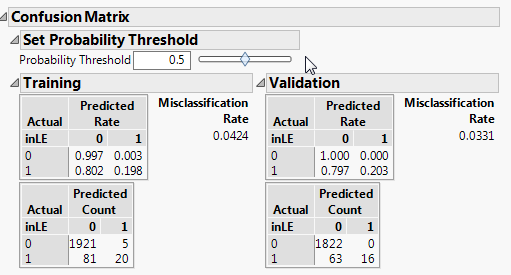 Confusion Matrix
Set Probability Threshold
Probability Threshold 0.5
Training
Predicted Rate
Actual
inLE 0 1
0 0.997 0.003
1 0.802 0.198
Misclassification Rate
0.0424
Predicted Count
Actual
inLE 0 1
0 1921 5
1 81 20
Validation
Predicted Rate
Actual
inLE 0 1
0 1.000 0.000
1 0.797 0.203
Misclassification Rate
0.0331
Predicted Count
Actual
inLE 0 1
0 1822 0
1 63 16